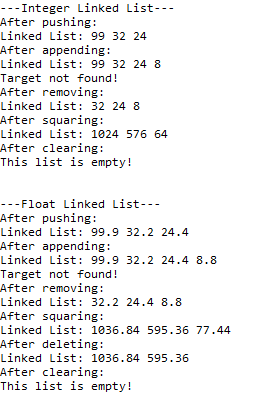 ---Integer Linked List---
After pushing:
Linked List: 99 32 24
After appending:
Linked List: 99 32 24 8
Target not found!
After removing:
Linked List: 32 24 8
After squaring:
Linked List: 1024 576 64
After clearing:
This list is empty!
---Float Linked List---
After pushing:
Linked List: 99.9 32.2 24.4
After appending:
Linked List: 99.9 32.2 24.4 8.8
Target not found!
After removing:
Linked List: 32.2 24.4 8.8
After squaring:
Linked List: 1036.84 595.36 77.44
After deleting:
Linked List: 1036.84 595.36
After clearing:
This list is empty!